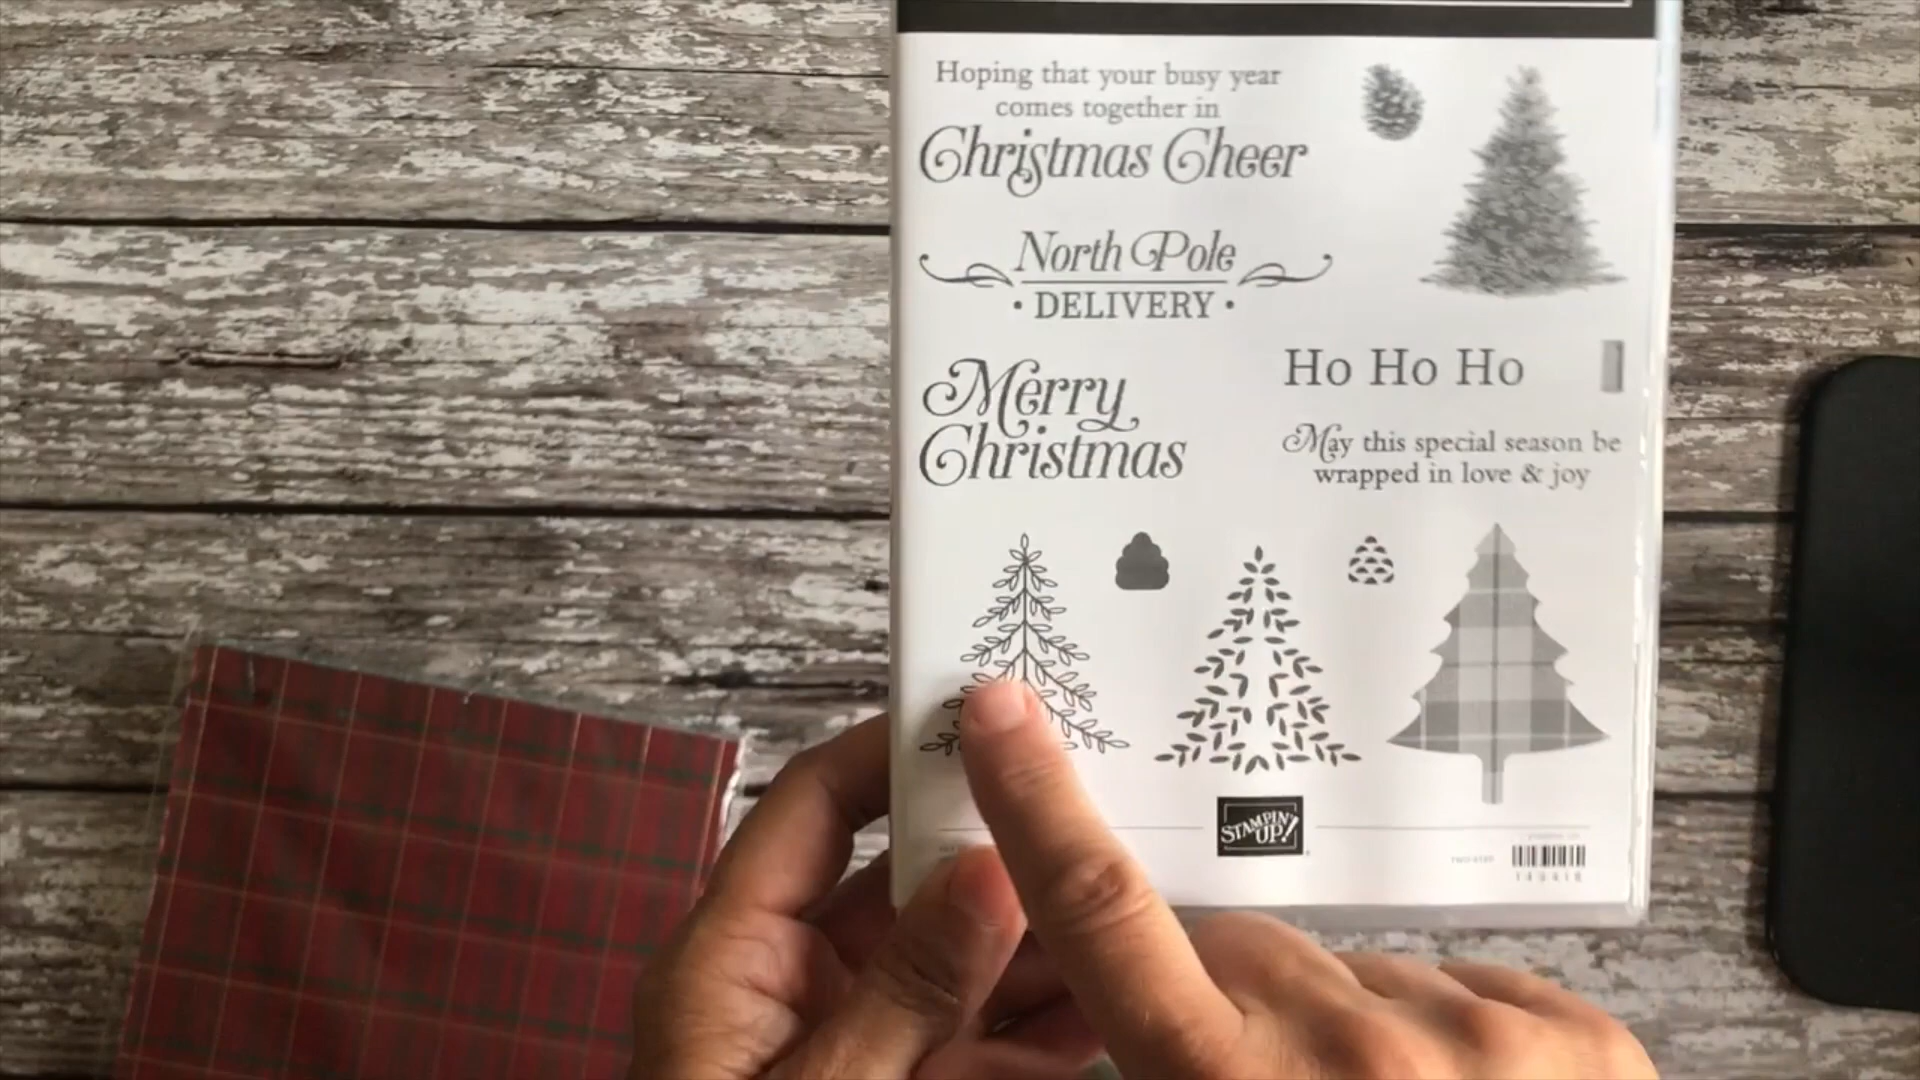 Hoping that your busy year
comes together in
Christmas Cheer
North Pole
• DELIVERY •
Merry
Christmas
Ho Ho Ho
May this special season be
wrapped in love & joy
STAMPIN'
UP!